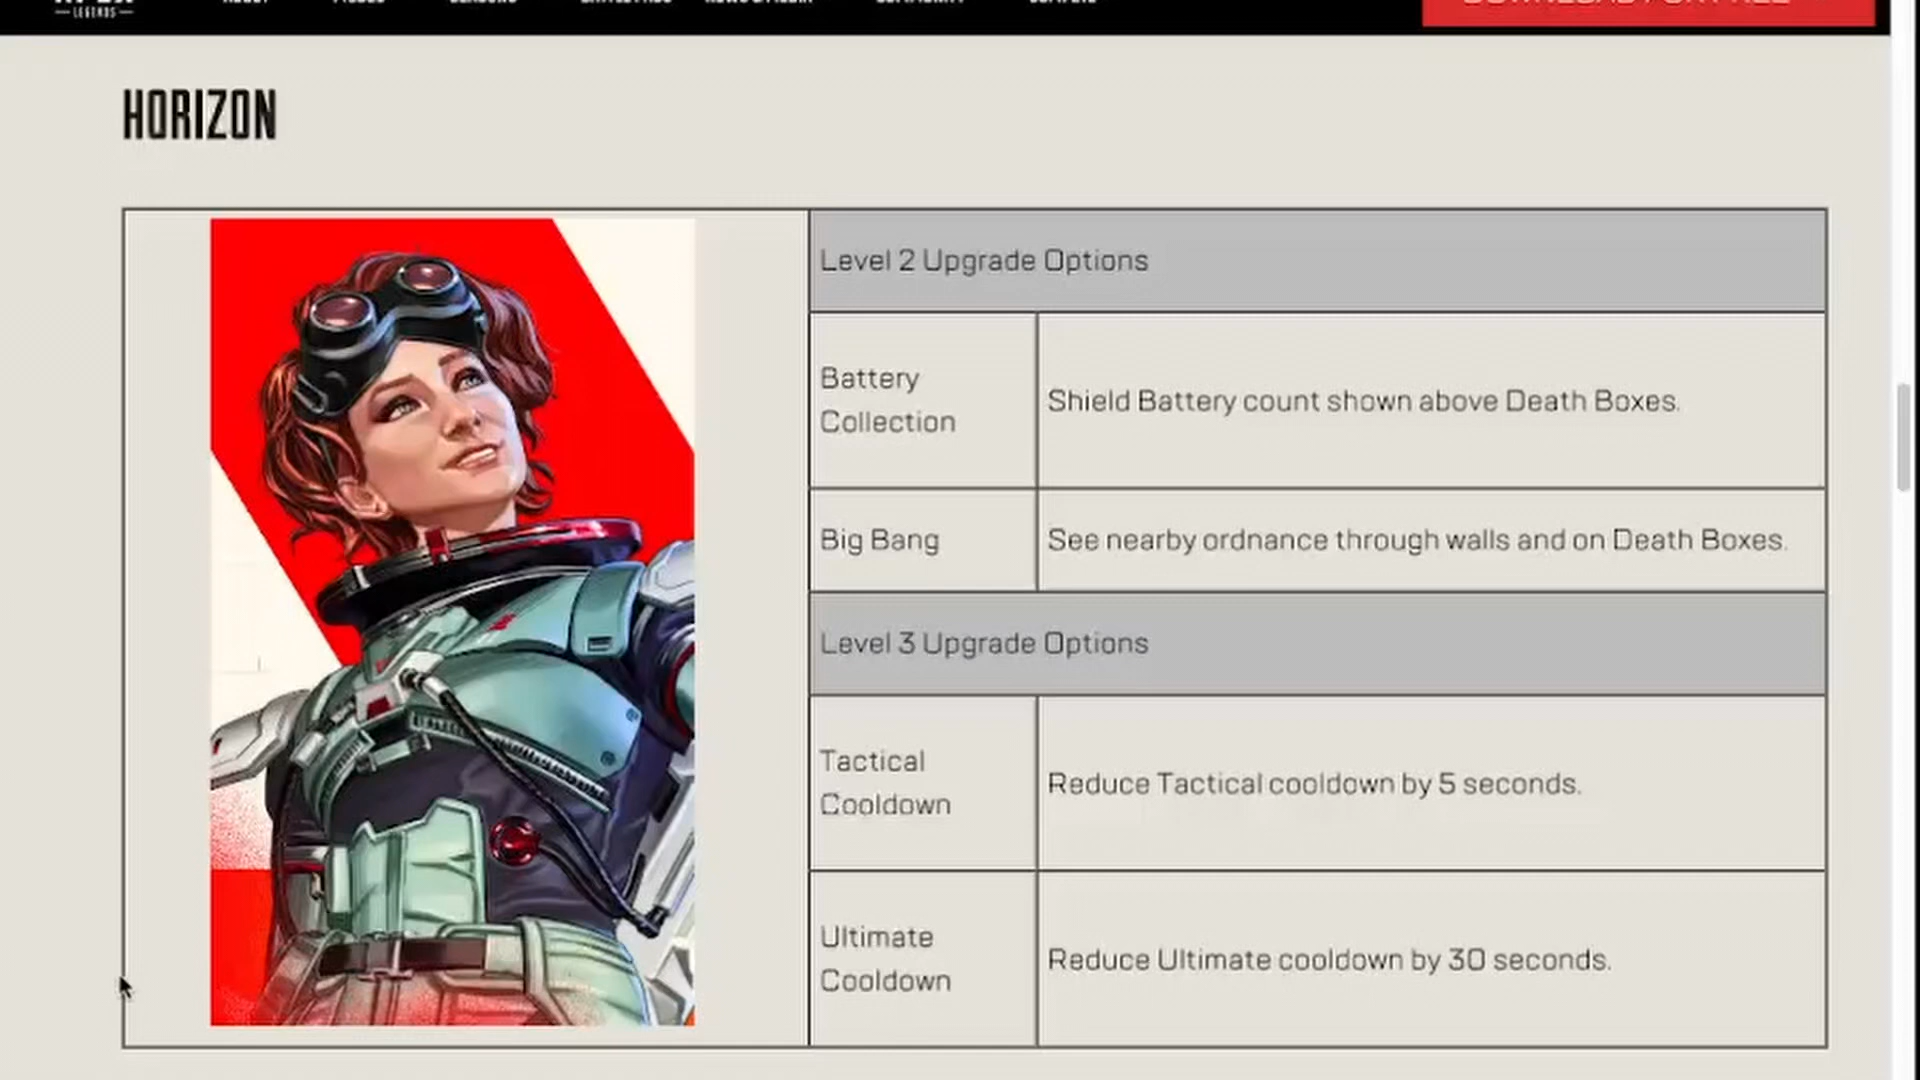 LEGENDS
HORIZON
Level 2 Upgrade Options
Battery
Collection
Shield Battery count shown above Death Boxes.
Big Bang
See nearby ordnance through walls and on Death Boxes.
Level 3 Upgrade Options
Tactical
Cooldown
Reduce Tactical cooldown by 5 seconds.
Ultimate
Cooldown
Reduce Ultimate cooldown by 30 seconds.